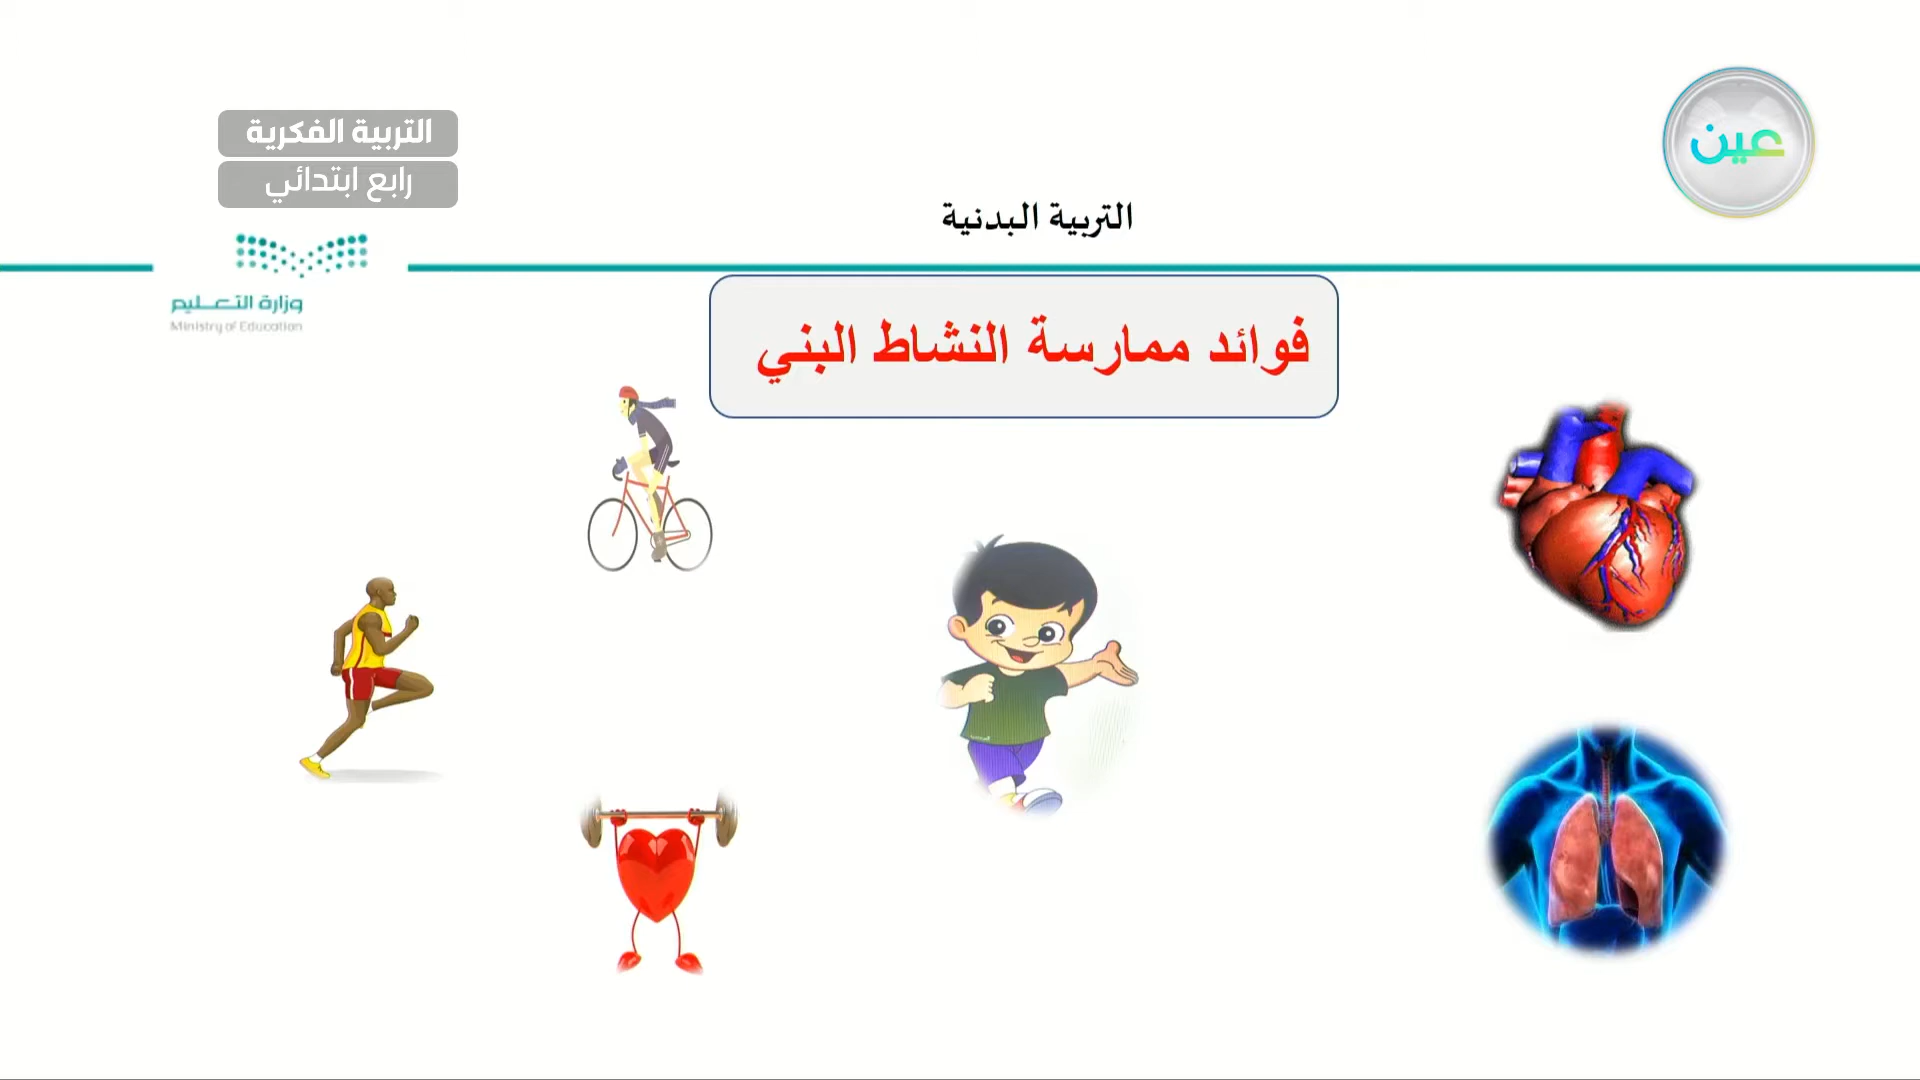 التربية الفكرية
رابع ابتدائي
عين
التربية البدنية
وزارة التعليم
Ministry of Education
فوائد ممارسة النشاط البني